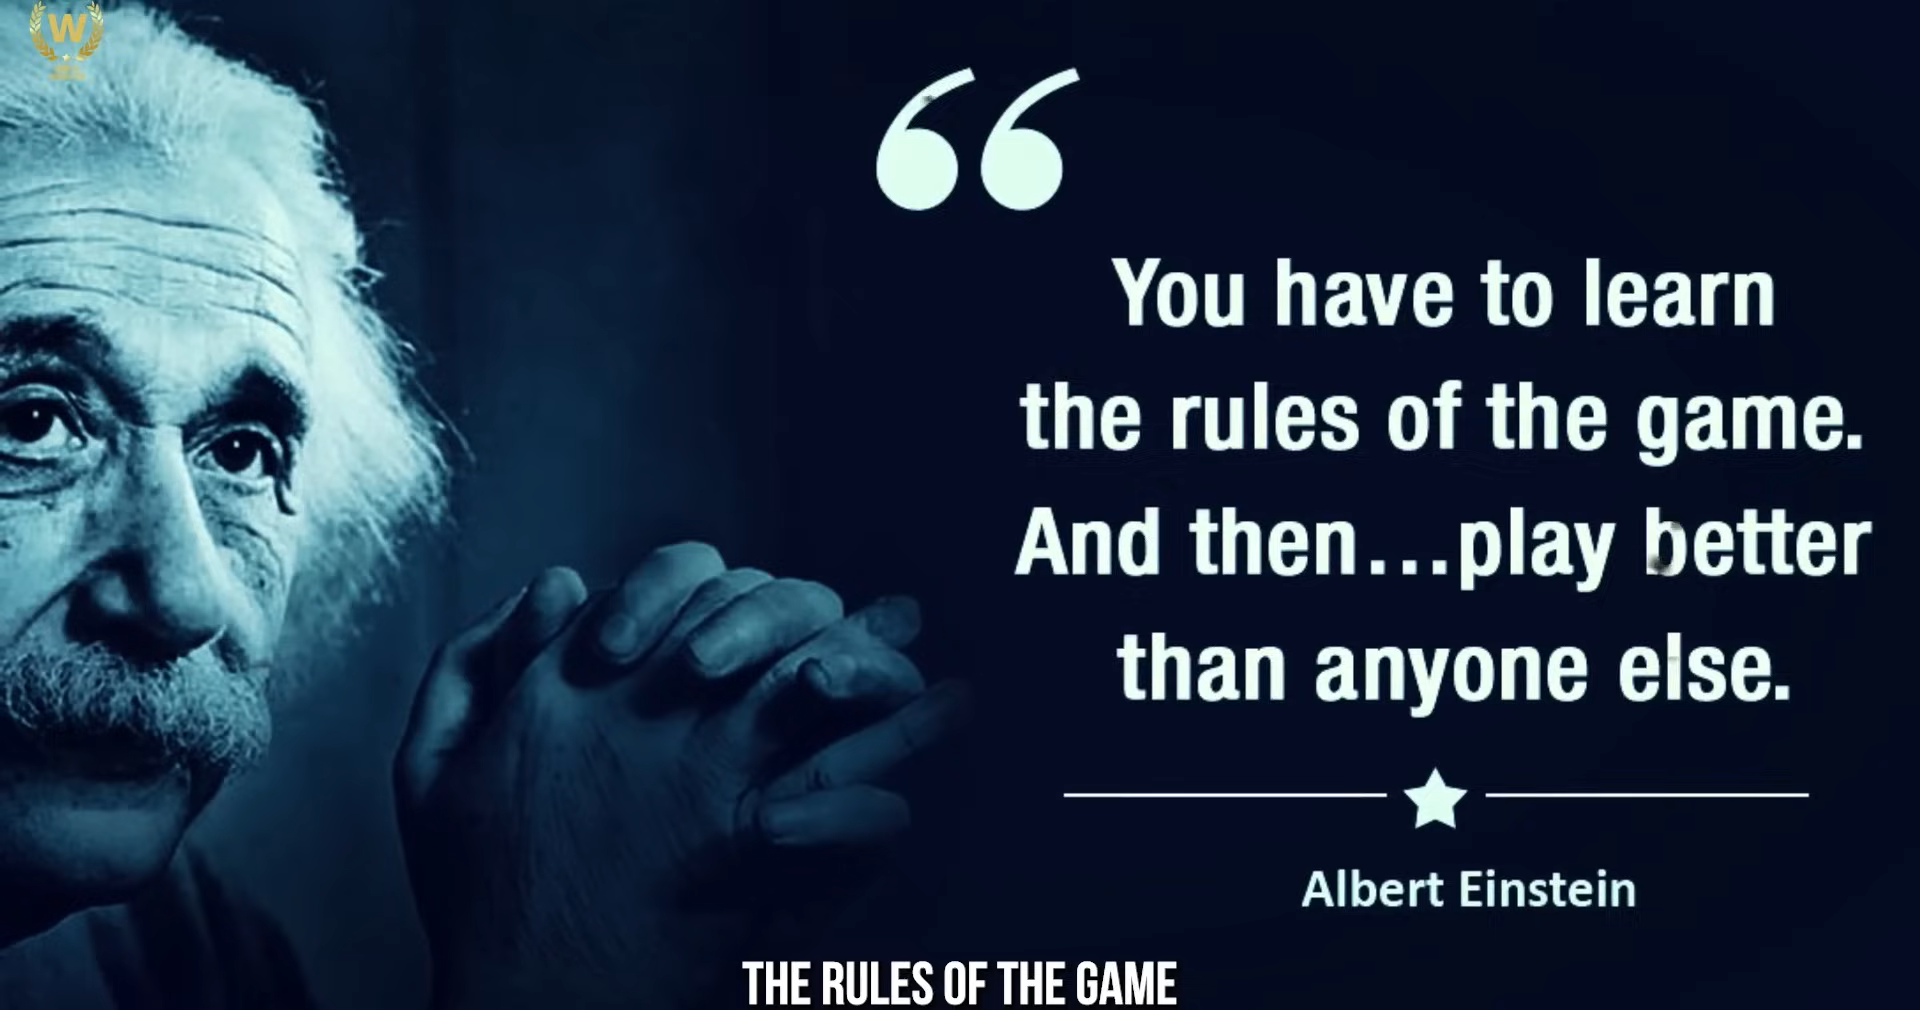 W
“
You have to learn
the rules of the game.
And then...play better
than anyone else.
Albert Einstein
THE RULES OF THE GAME